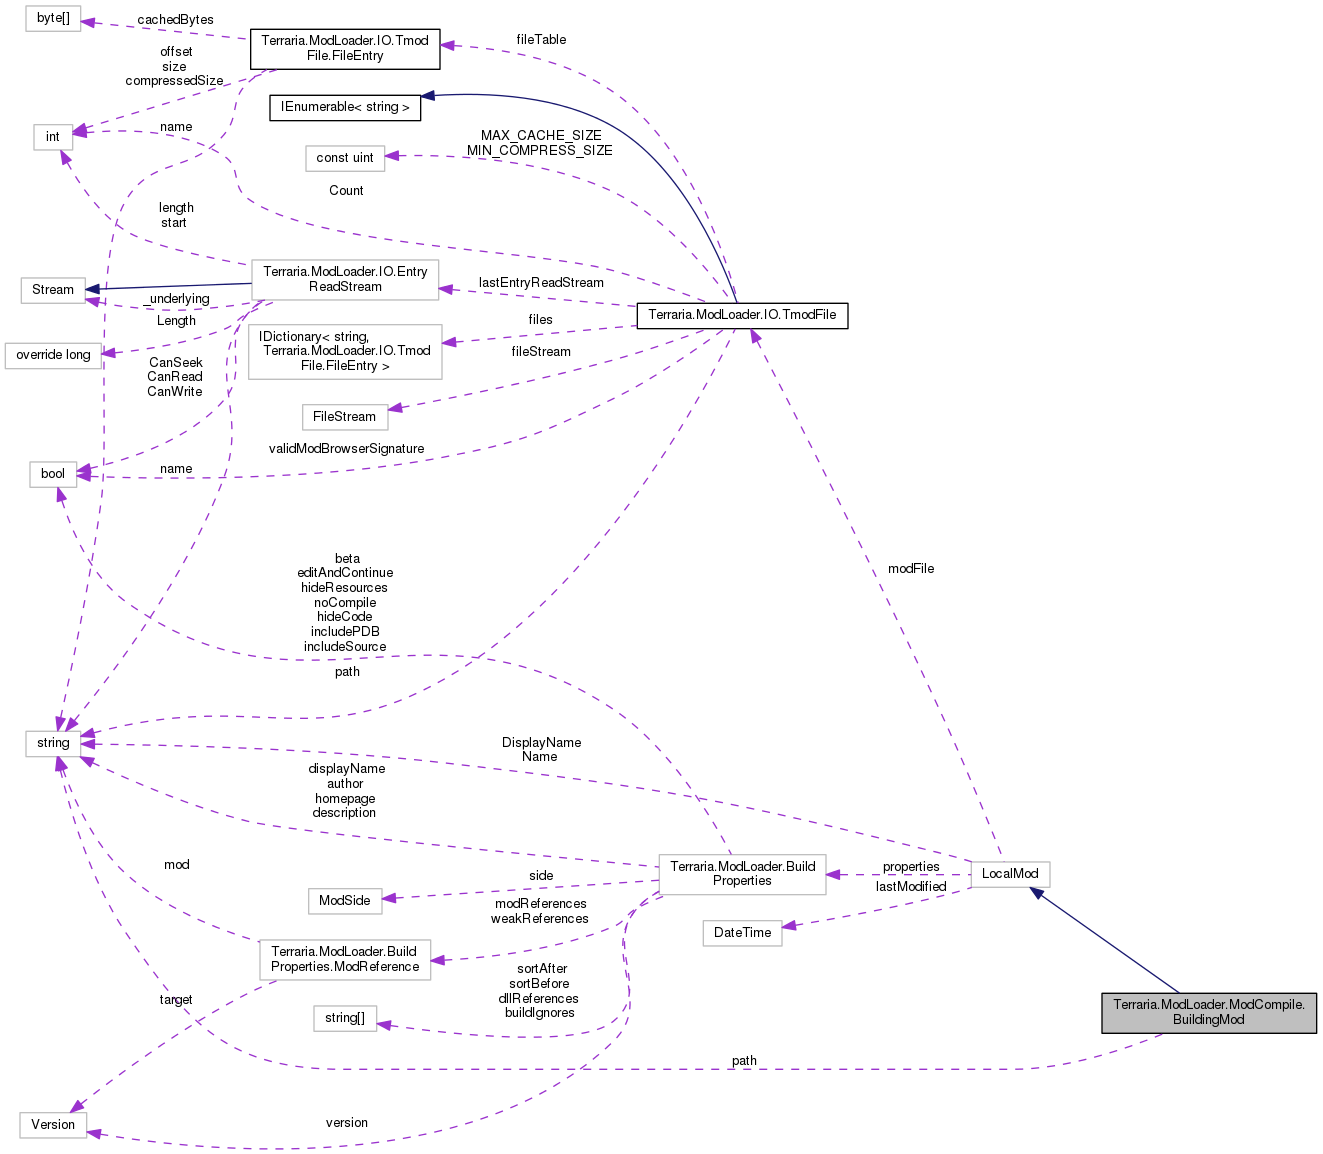 byte[]
cachedBytes
Terraria.ModLoader.IO.Tmod
File.FileEntry
fileTable
offset
size
compressedSize
IEnumerable< string >
int
name
MAX_CACHE_SIZE
MIN_COMPRESS_SIZE
const uint
Count
length
start
Terraria.ModLoader.IO.Entry
ReadStream
Stream
_underlying
lastEntryReadStream
Terraria.ModLoader.IO.TmodFile
Length
files
IDictionary< string,
Terraria.ModLoader.IO.Tmod
File.FileEntry >
override long
fileStream
CanSeek
CanRead
CanWrite
FileStream
validModBrowserSignature
bool
name
beta
editAndContinue
hideResources
noCompile
hideCode
includePDB
includeSource
modFile
path
string
DisplayName
Name
displayName
author
homepage
description
mod
Terraria.ModLoader.Build
Properties
properties
LocalMod
lastModified
side
ModSide
modReferences
weakReferences
DateTime
Terraria.ModLoader.Build
Properties.ModReference
sortAfter
sortBefore
dllReferences
buildIgnores
target
string[]
Terraria.ModLoader.ModCompile.
BuildingMod
path
Version
version